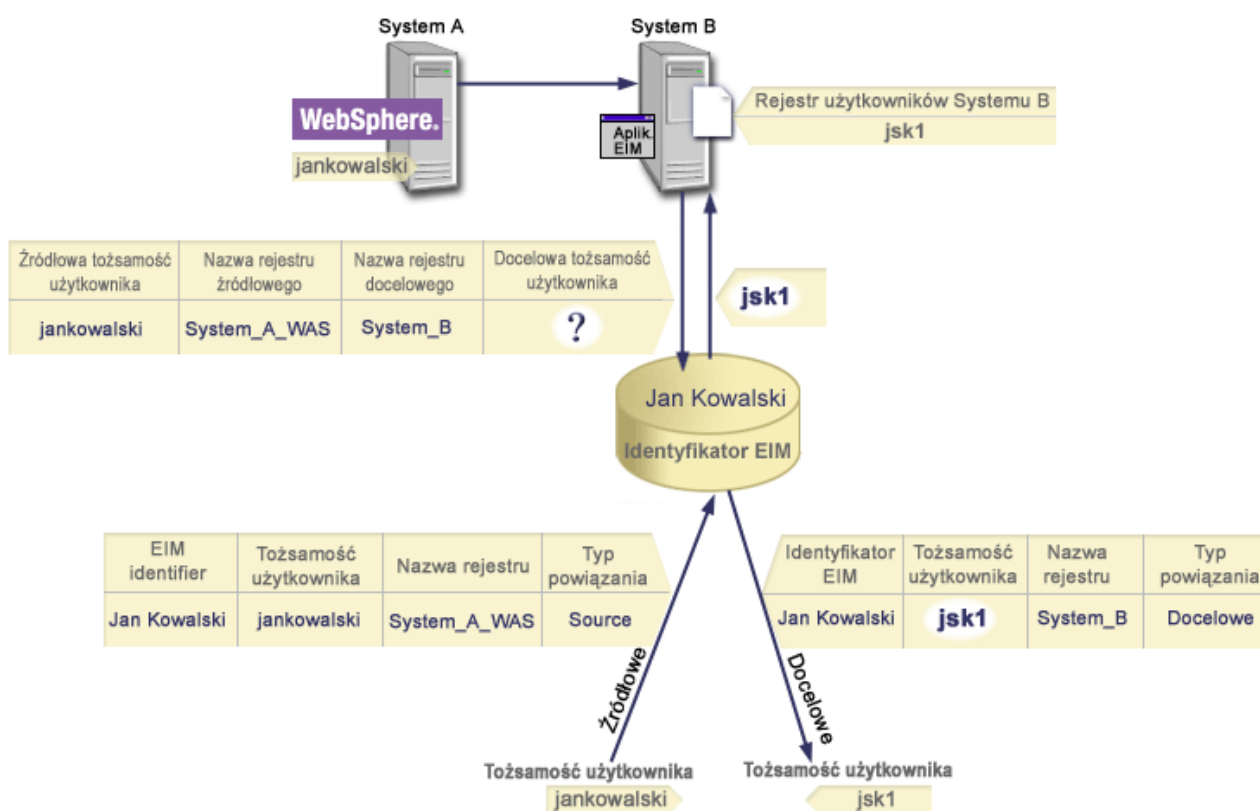 System A
System B
WebSphere.
jankowalski
Aplik.
EIM
Rejestr użytkowników Systemu B
jsk1
Źródłowa tożsamość
użytkownika
Nazwa rejestru
źródłowego
Nazwa rejestru
docelowego
Docelowa tożsamość
użytkownika
jankowalski
System_A_WAS
System_B
?
jsk1
Jan Kowalski
Identyfikator EIM
EIM
identifier
Tożsamość
użytkownika
Nazwa rejestru
Typ
powiązania
Jan Kowalski
jankowalski
System_A_WAS
Source
Identyfikator
EIM
Tożsamość
użytkownika
Nazwa
rejestru
Typ
powiązania
Jan Kowalski
jsk1
System_B
Docelowe
Źródłowe
Docelowe
Tożsamość użytkownika
jankowalski
Tożsamość użytkownika
jsk1